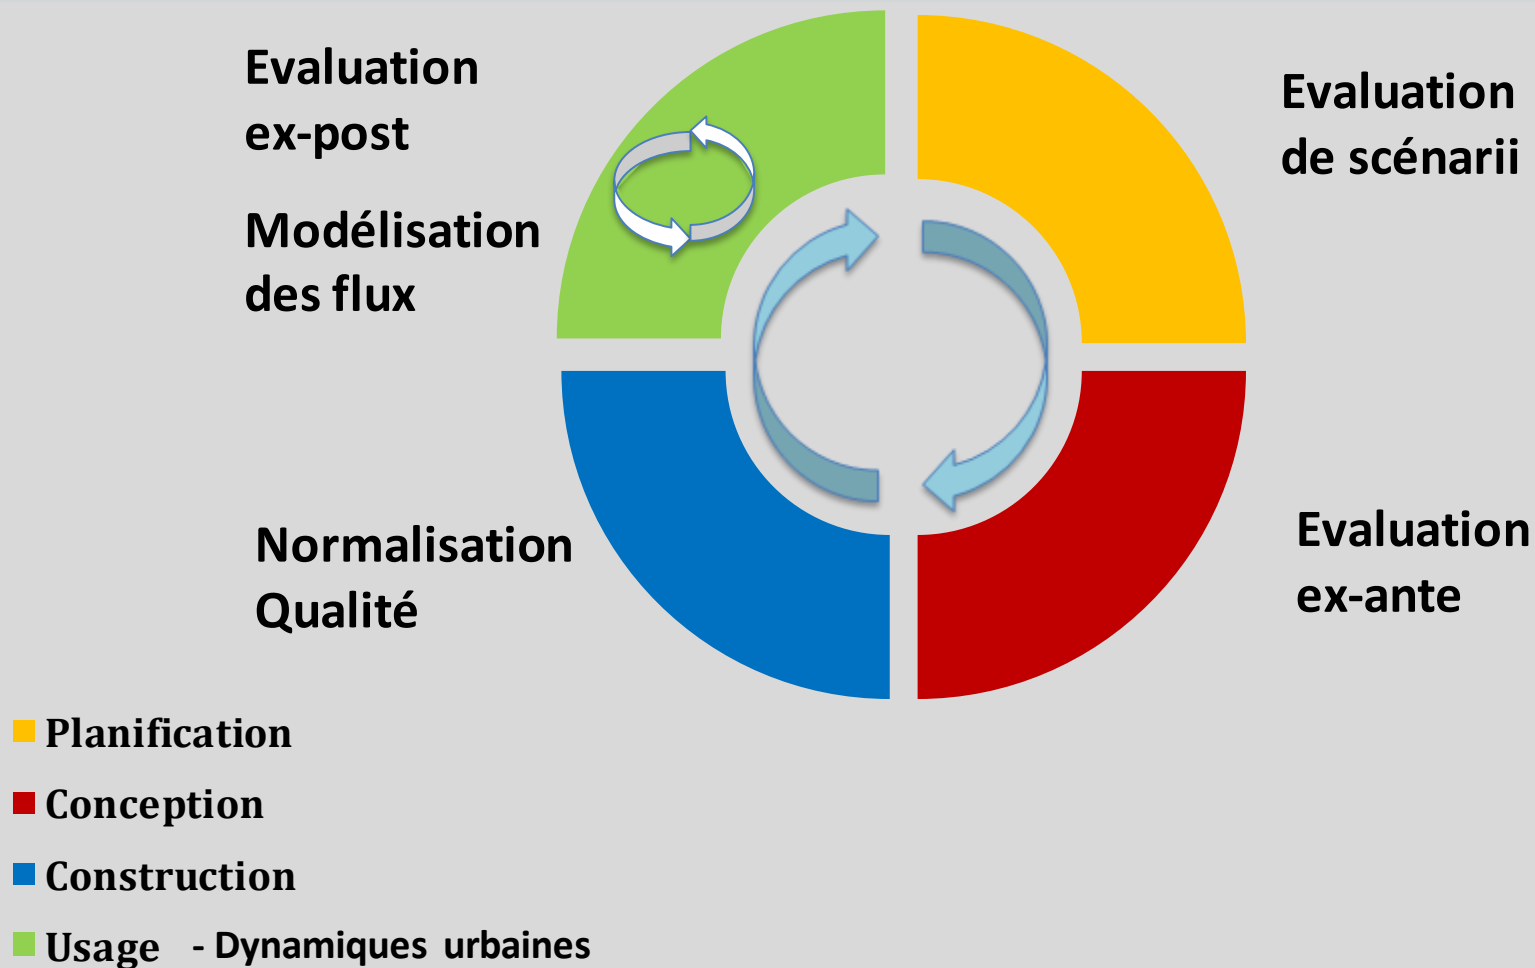 Evaluation
ex-post
Modélisation
des flux
Evaluation
de scénarii
Normalisation
Qualité
Evaluation
ex-ante
Planification
Conception
Construction
Usage - Dynamiques urbaines